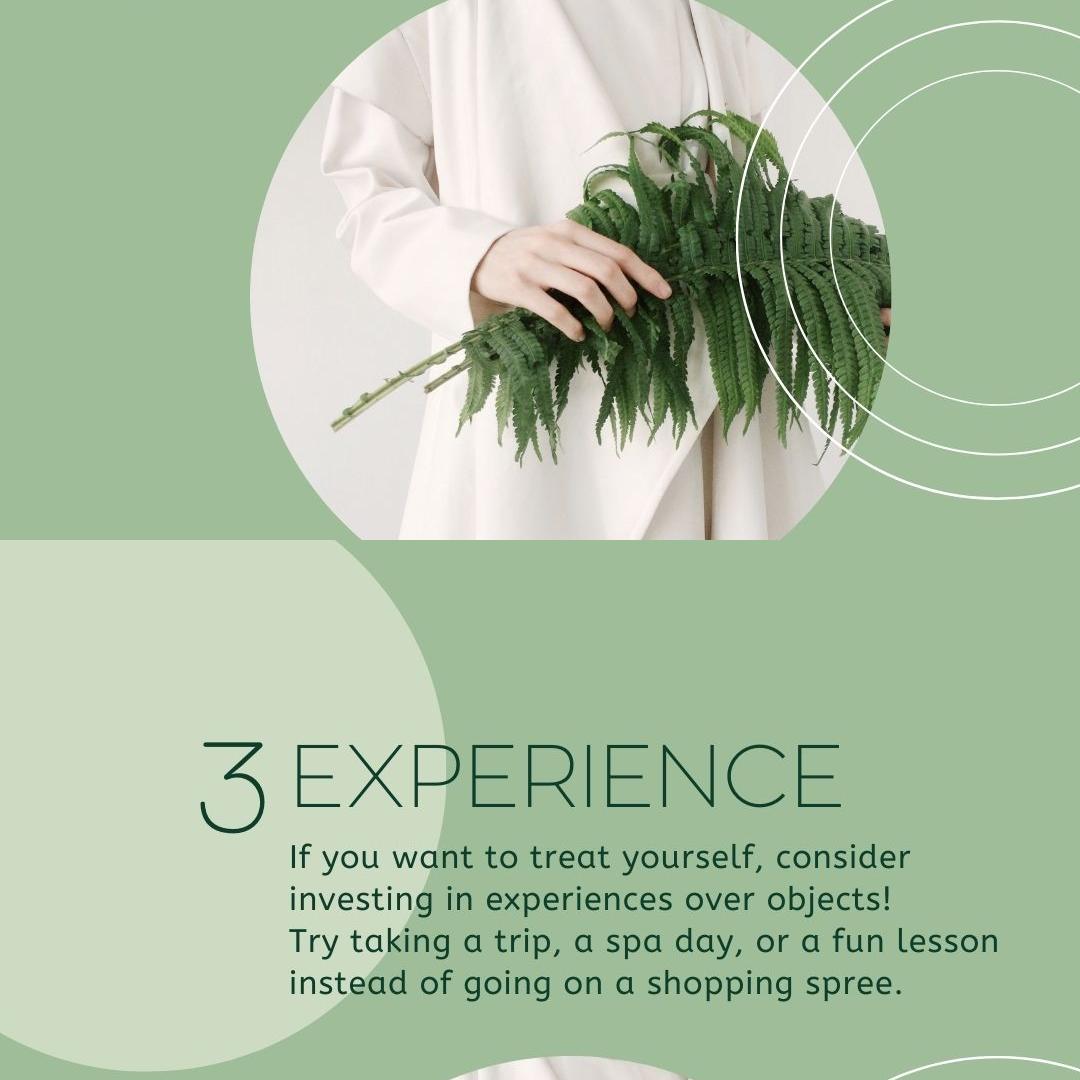 3 EXPERIENCE
If you want to treat yourself, consider
investing in experiences over objects!
Try taking a trip, a spa day, or a fun lesson
instead of going on a shopping spree.